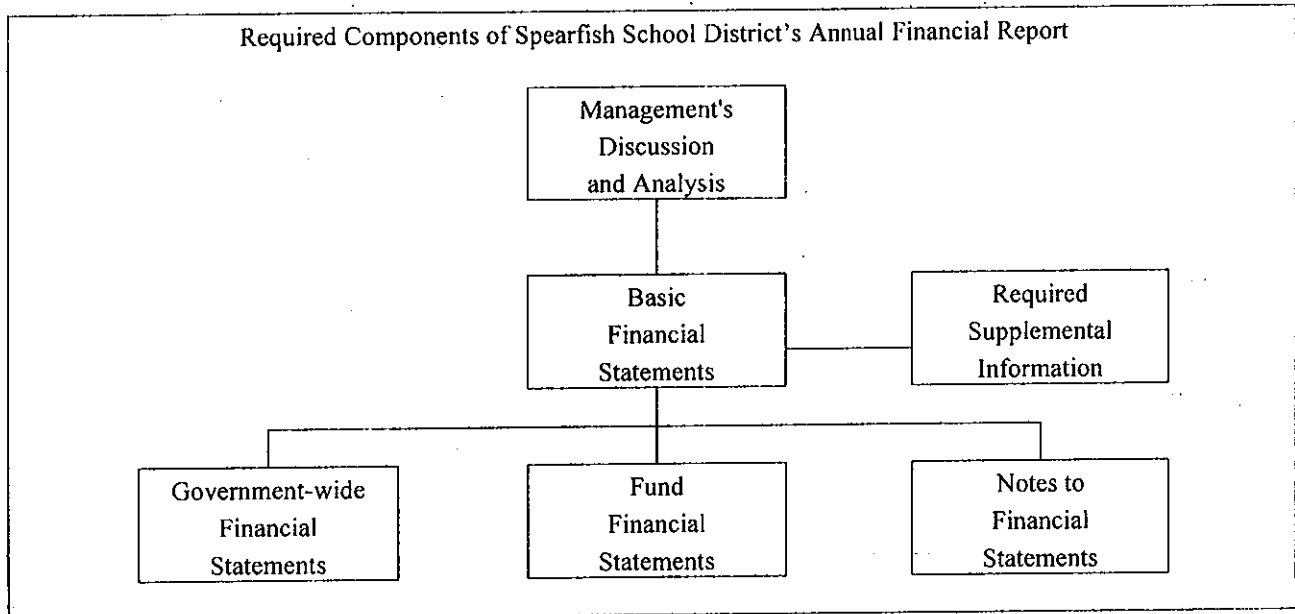 Required Components of Spearfish School District's Annual Financial Report
Management's
Discussion
and Analysis
Basic
Financial
Statements
Required
Supplemental
Information
Government-wide
Financial
Statements
Fund
Financial
Statements
Notes to
Financial
Statements